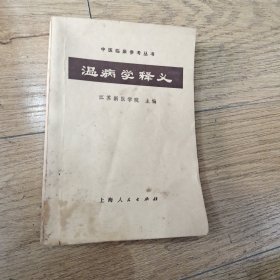 中医临床参考丛书
温病学释义
江苏新医学院 主编
上海人民出版社